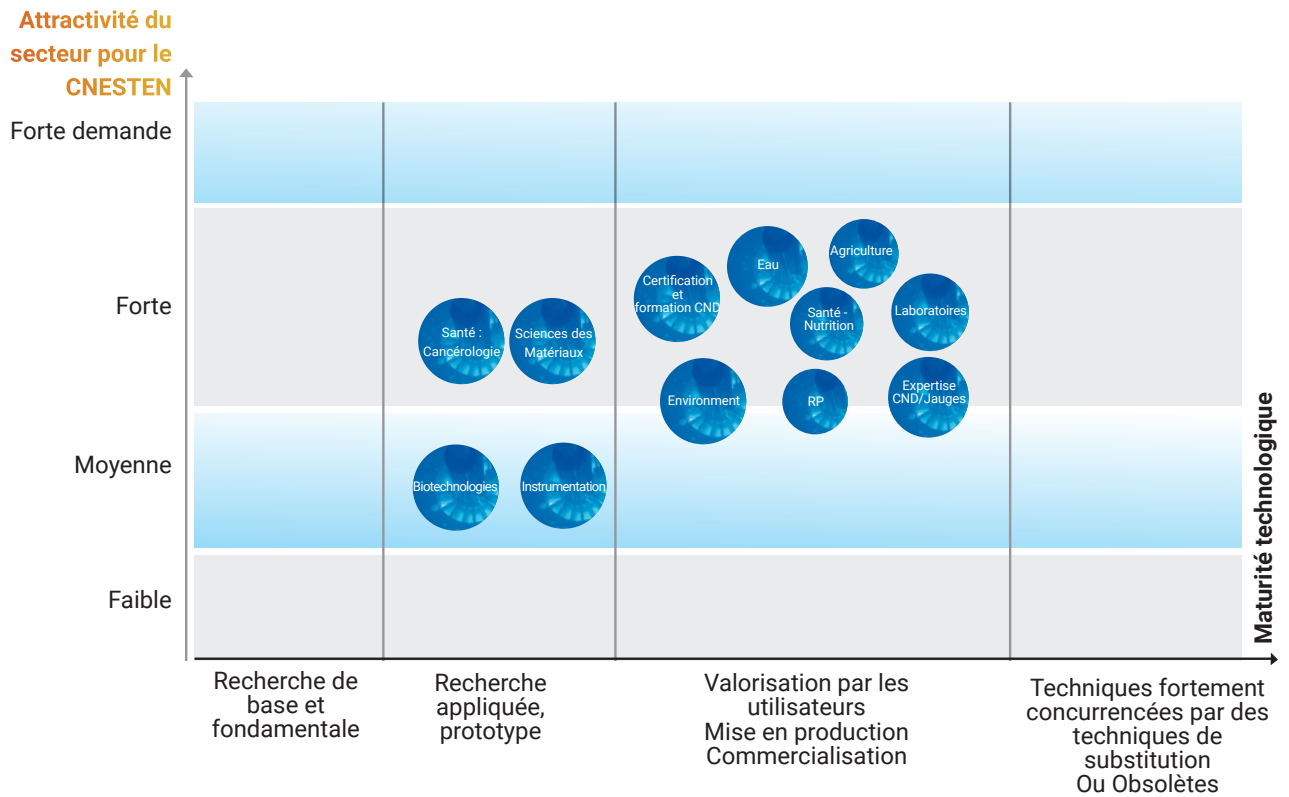 Attractivité du
secteur pour le
CNESTEN
Forte demande
Forte
Moyenne
Faible
Agriculture
Eau
Certification
et
formation CND
Santé -
Nutrition
Laboratoires
Santé :
Cancérologie
Sciences des
Matériaux
Environment
RP
Expertise
CND/Jauges
Biotechnologies
Instrumentation
Maturité technologique
Recherche de
base et
fondamentale
Recherche
appliquée,
prototype
Valorisation par les
utilisateurs
Mise en production
Commercialisation
Techniques fortement
concurrencées par des
techniques de
substitution
Ou Obsolètes